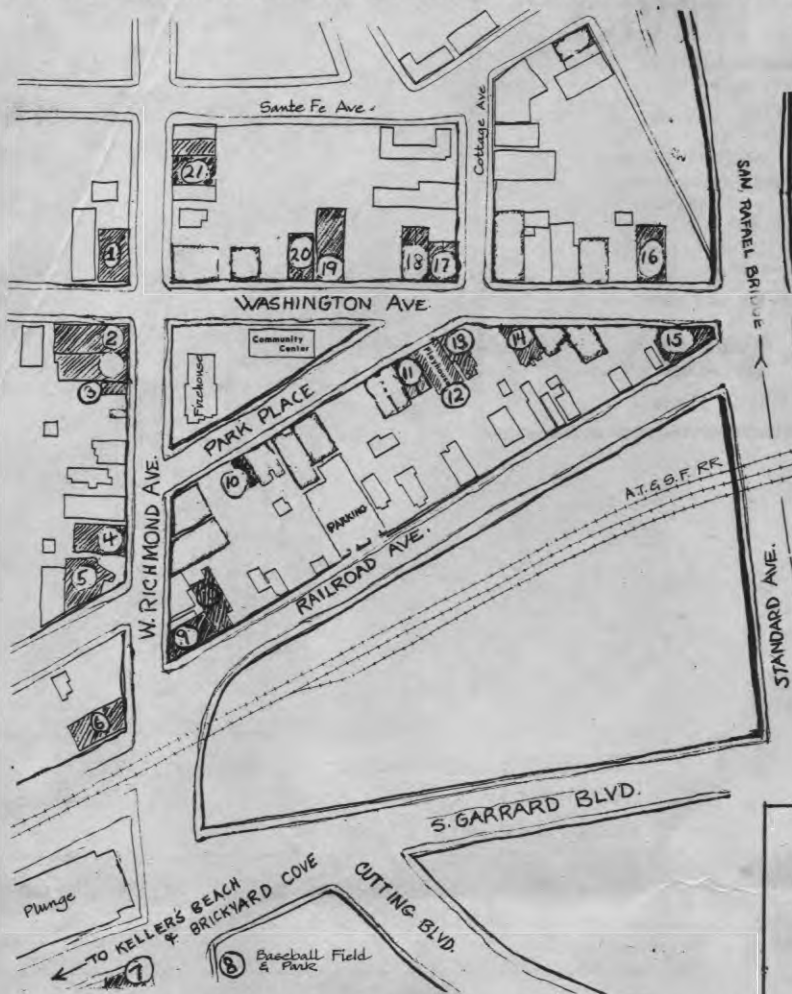 Sante Fe Ave.
Cottage Ave
21
SAN RAFAEL BRIDGE
1
20
19
18
17
16
WASHINGTON AVE.
2
Community
Center
Firehouse
3
PARK PLACE
11
13
12
14
15
W. RICHMOND AVE.
10
PARKING
A.T. & S.F. RR
4
5
RAILROAD AVE.
9
STANDARD AVE.
6
S. GARRARD BLVD.
Plunge
CUTTING BLVD.
TO KELLER'S BEACH
& BRICKYARD COVE
7
8
Baseball Field
& Park